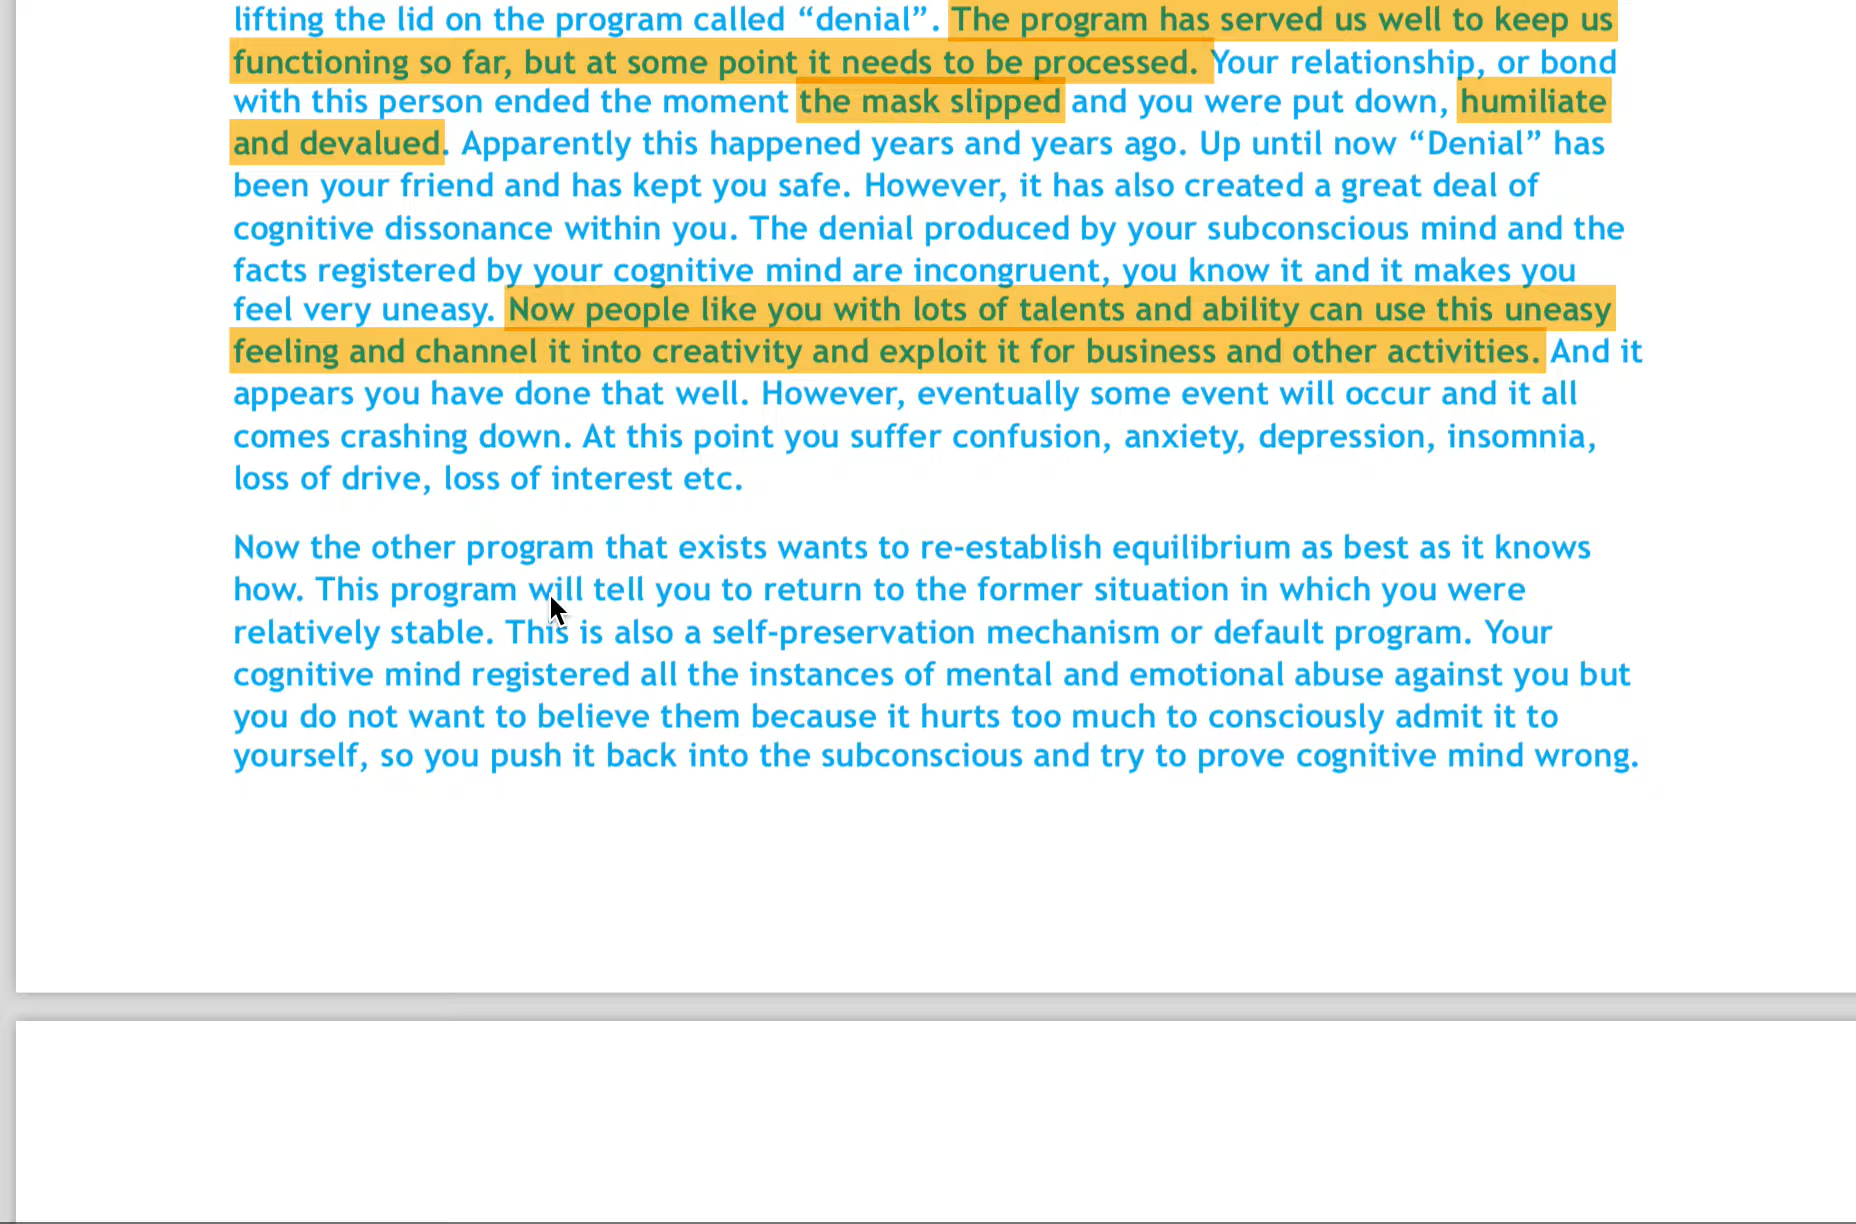 lifting the lid on the program called “denial”. The program has served us well to keep us
functioning so far, but at some point it needs to be processed. Your relationship, or bond
with this person ended the moment the mask slipped and you were put down, humiliate
and devalued. Apparently this happened years and years ago. Up until now “Denial” has
been your friend and has kept you safe. However, it has also created a great deal of
cognitive dissonance within you. The denial produced by your subconscious mind and the
facts registered by your cognitive mind are incongruent, you know it and it makes you
feel very uneasy. Now people like you with lots of talents and ability can use this uneasy
feeling and channel it into creativity and exploit it for business and other activities. And it
appears you have done that well. However, eventually some event will occur and it all
comes crashing down. At this point you suffer confusion, anxiety, depression, insomnia,
loss of drive, loss of interest etc.
Now the other program that exists wants to re-establish equilibrium as best as it knows
how. This program will tell you to return to the former situation in which you were
relatively stable. This is also a self-preservation mechanism or default program. Your
cognitive mind registered all the instances of mental and emotional abuse against you but
you do not want to believe them because it hurts too much to consciously admit it to
yourself, so you push it back into the subconscious and try to prove cognitive mind wrong.